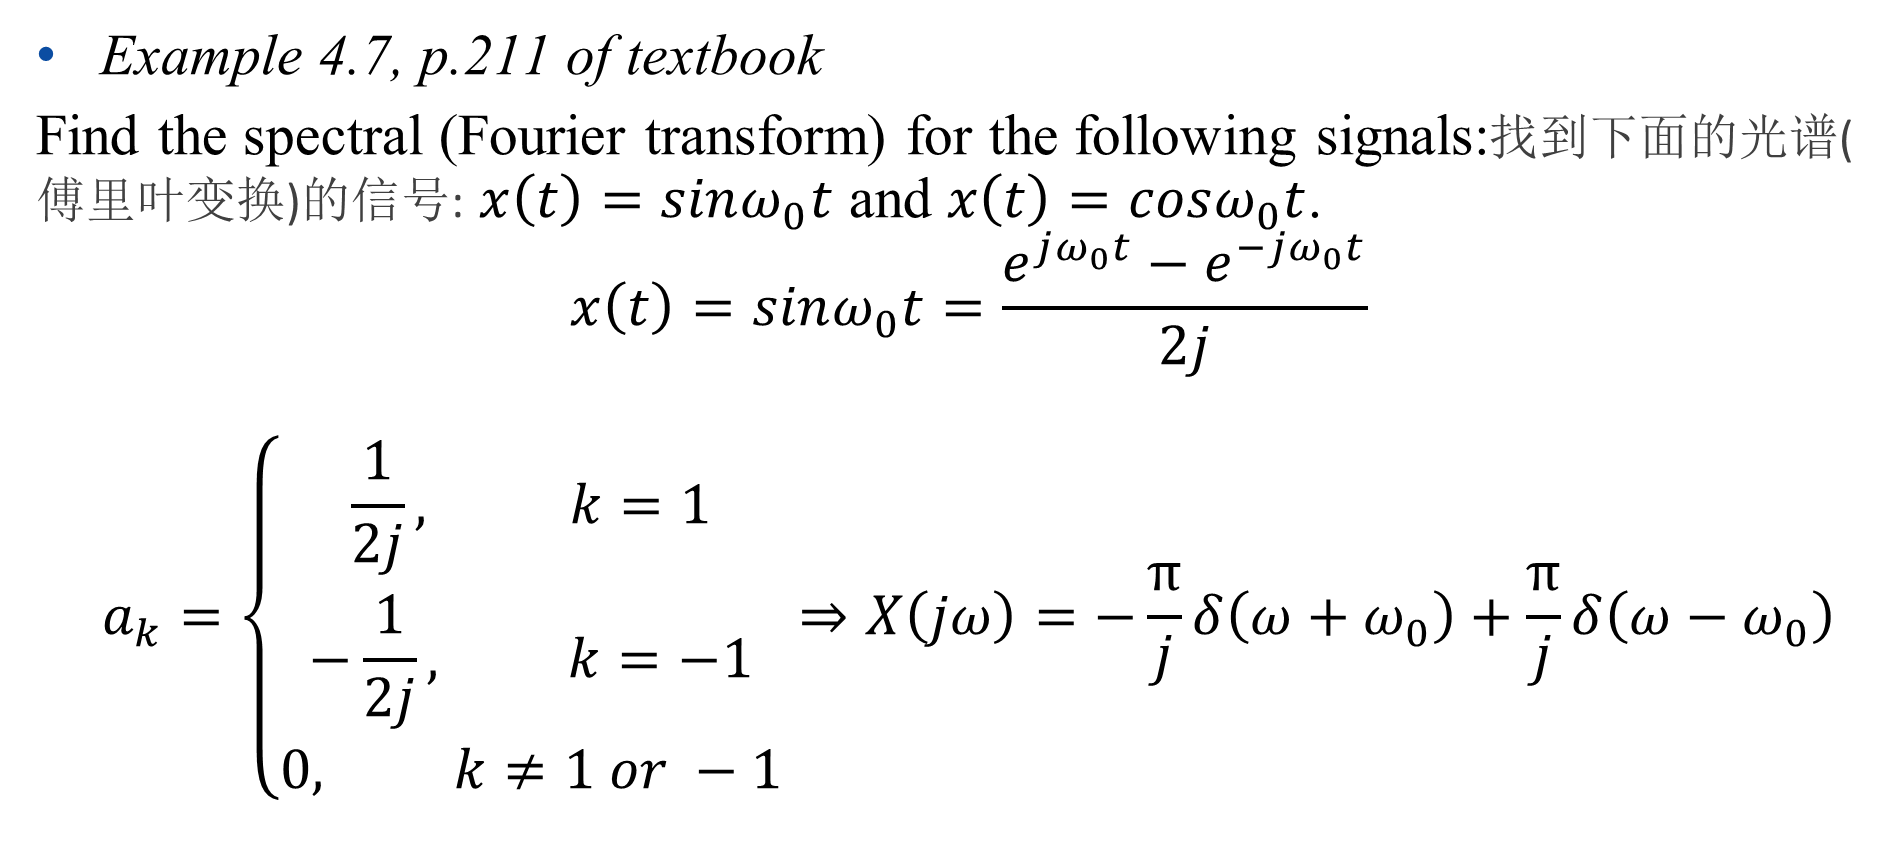 • Example 4.7, p.211 of textbook
Find the spectral (Fourier transform) for the following signals:找到下面的光谱(
傅里叶变换)的信号: x(t) = sinω₀t and x(t) = cosω₀t.
x(t) = sinω₀t = (e^{jω₀t} − e^{−jω₀t}) / 2j
a_k = { 1/2j, k = 1
−1/2j, k = −1
0, k ≠ 1 or −1
⇒ X(jω) = −π/j δ(ω + ω₀) + π/j δ(ω − ω₀)